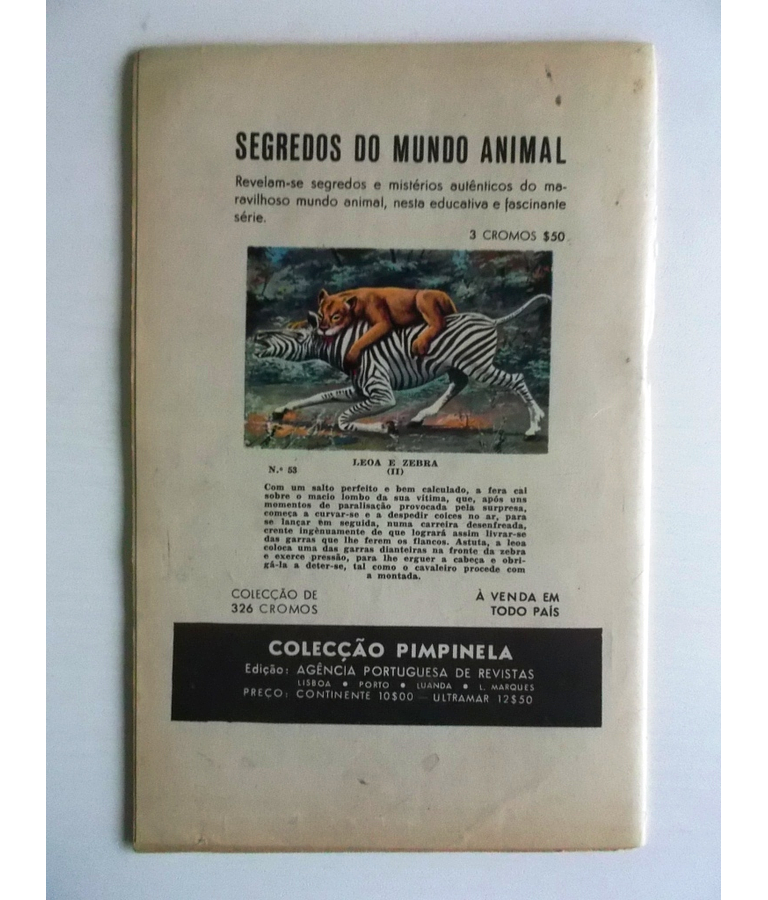 SEGREDOS DO MUNDO ANIMAL
Revelam-se segredos e mistérios autênticos do ma-
ravilhoso mundo animal, nesta educativa e fascinante
série.
3 CROMOS $50
LEOA E ZEBRA
N.º 53
(II)
Com um salto perfeito e bem calculado, a fera cai
sobre o macio lombo da sua vítima, que, após uns
momentos de paralisação provocada pela surpresa,
começa a curvar-se e a despedir coices no ar, para
se lançar em seguida, numa carreira desenfreada,
crente ingènuamente de que logrará assim livrar-se
das garras que lhe ferem os flancos. Astuta, a leoa
coloca uma das garras dianteiras na fronte da zebra
e exerce pressão, para lhe erguer a cabeça e obri-
gá-la a deter-se, tal como o cavaleiro procede com
a montada.
COLECÇÃO DE
326 CROMOS
À VENDA EM
TODO PAÍS
COLECÇÃO PIMPINELA
Edição: AGÊNCIA PORTUGUESA DE REVISTAS
LISBOA • PORTO • LUANDA • L. MARQUES
PREÇO: CONTINENTE 10$00 — ULTRAMAR 12$50